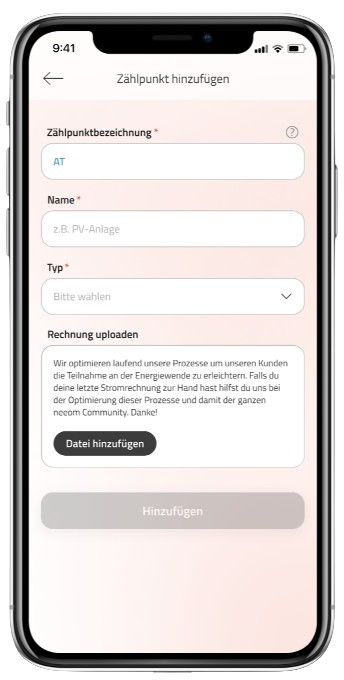 9:41
Zählpunkt hinzufügen
Zählpunktbezeichnung *
?
AT
Name *
z.B. PV-Anlage
Typ *
Bitte wählen
Rechnung uploaden
Wir optimieren laufend unsere Prozesse um unseren Kunden
die Teilnahme an der Energiewende zu erleichtern. Falls du
deine letzte Stromrechnung zur Hand hast hilfst du uns bei
der Optimierung dieser Prozesse und damit der ganzen
neeom Community. Danke!
Datei hinzufügen
Hinzufügen